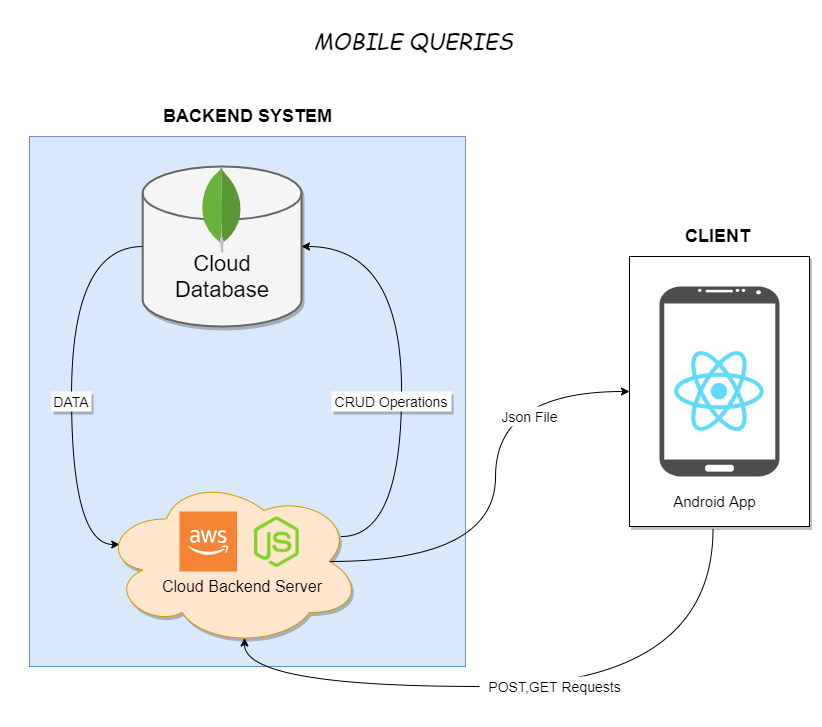 MOBILE QUERIES
BACKEND SYSTEM
Cloud
Database
DATA
CRUD Operations
aws
JS
Cloud Backend Server
Json File
CLIENT
Android App
POST,GET Requests